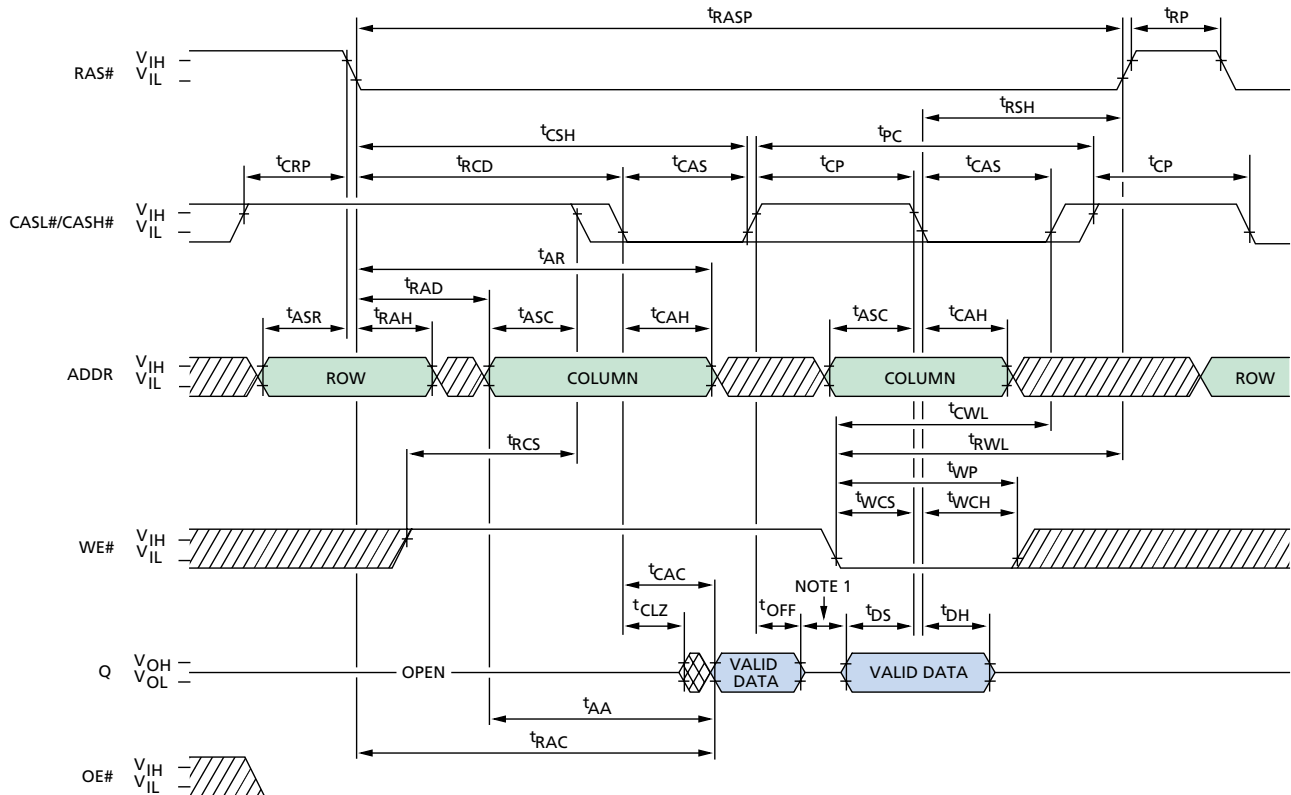 tRASP
tRP
RAS#
VIH
VIL
tRSH
tCSH
tPC
tCRP
tRCD
tCAS
tCP
tCAS
tCP
CASL#/CASH#
VIH
VIL
tAR
tRAD
tASR
tRAH
tASC
tCAH
tASC
tCAH
ADDR
VIH
VIL
ROW
COLUMN
COLUMN
ROW
tCWL
tRCS
tRWL
tWP
tWCS
tWCH
WE#
VIH
VIL
tCAC
NOTE 1
tCLZ
tOFF
tDS
tDH
Q
VOH
VOL
OPEN
VALID
DATA
VALID DATA
tAA
tRAC
OE#
VIH
VIL